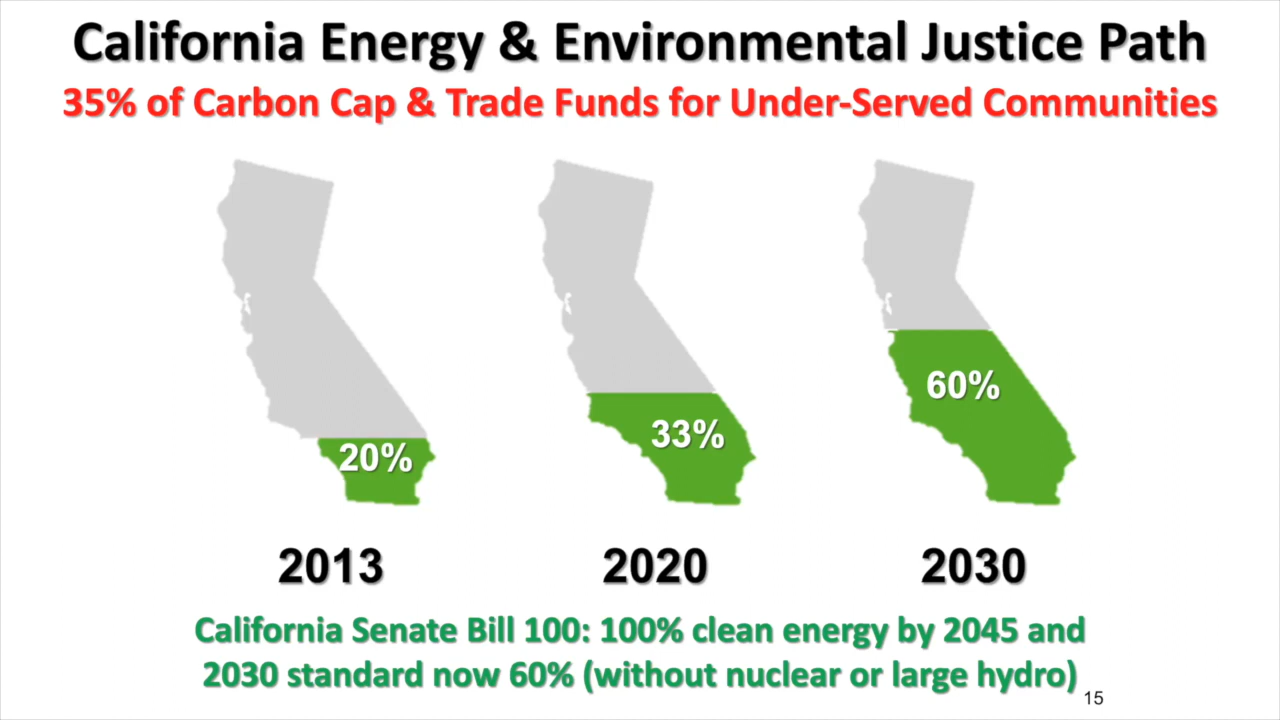 California Energy & Environmental Justice Path
35% of Carbon Cap & Trade Funds for Under-Served Communities
20%
33%
60%
2013
2020
2030
California Senate Bill 100: 100% clean energy by 2045 and
2030 standard now 60% (without nuclear or large hydro)
15